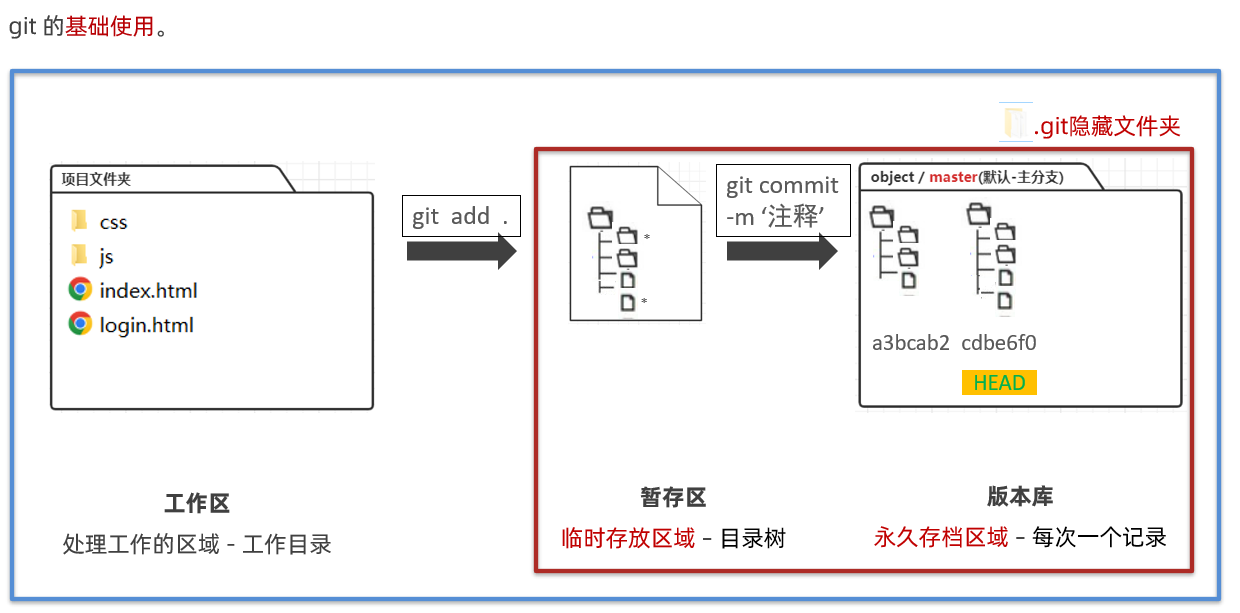 git 的基础使用。
.git隐藏文件夹
项目文件夹
css
js
index.html
login.html
git add .
*
*
git commit
-m ‘注释’
object / master(默认-主分支)
a3bcab2 cdbe6f0
HEAD
工作区
处理工作的区域 - 工作目录
暂存区
临时存放区域 – 目录树
版本库
永久存档区域 – 每次一个记录